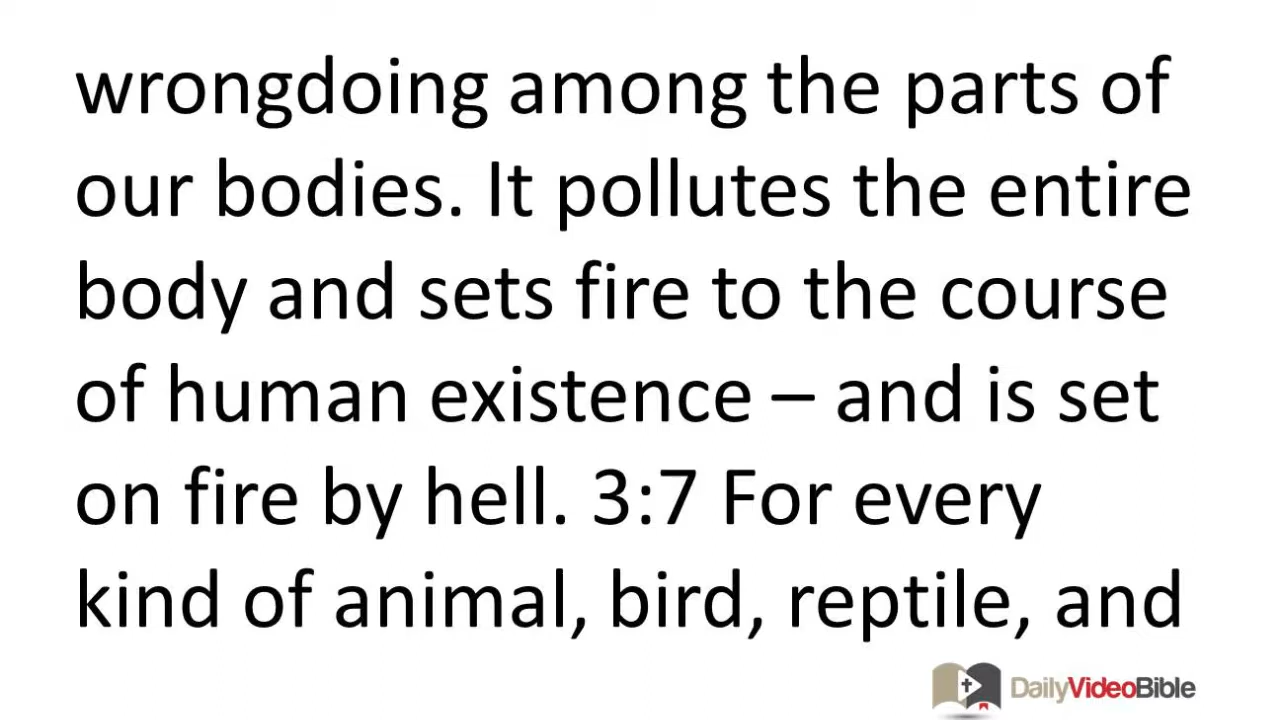 wrongdoing among the parts of
our bodies. It pollutes the entire
body and sets fire to the course
of human existence – and is set
on fire by hell. 3:7 For every
kind of animal, bird, reptile, and
DailyVideoBible